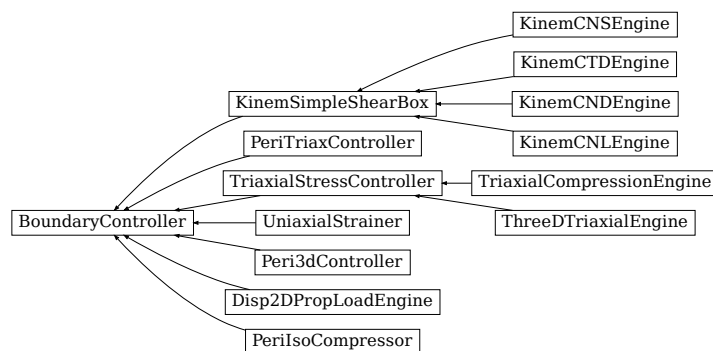 KinemCNSEngine
KinemCTDEngine
KinemSimpleShearBox
KinemCNDEngine
PeriTriaxController
KinemCNLEngine
TriaxialStressController
TriaxialCompressionEngine
BoundaryController
UniaxialStrainer
ThreeDTriaxialEngine
Peri3dController
Disp2DPropLoadEngine
PeriIsoCompressor